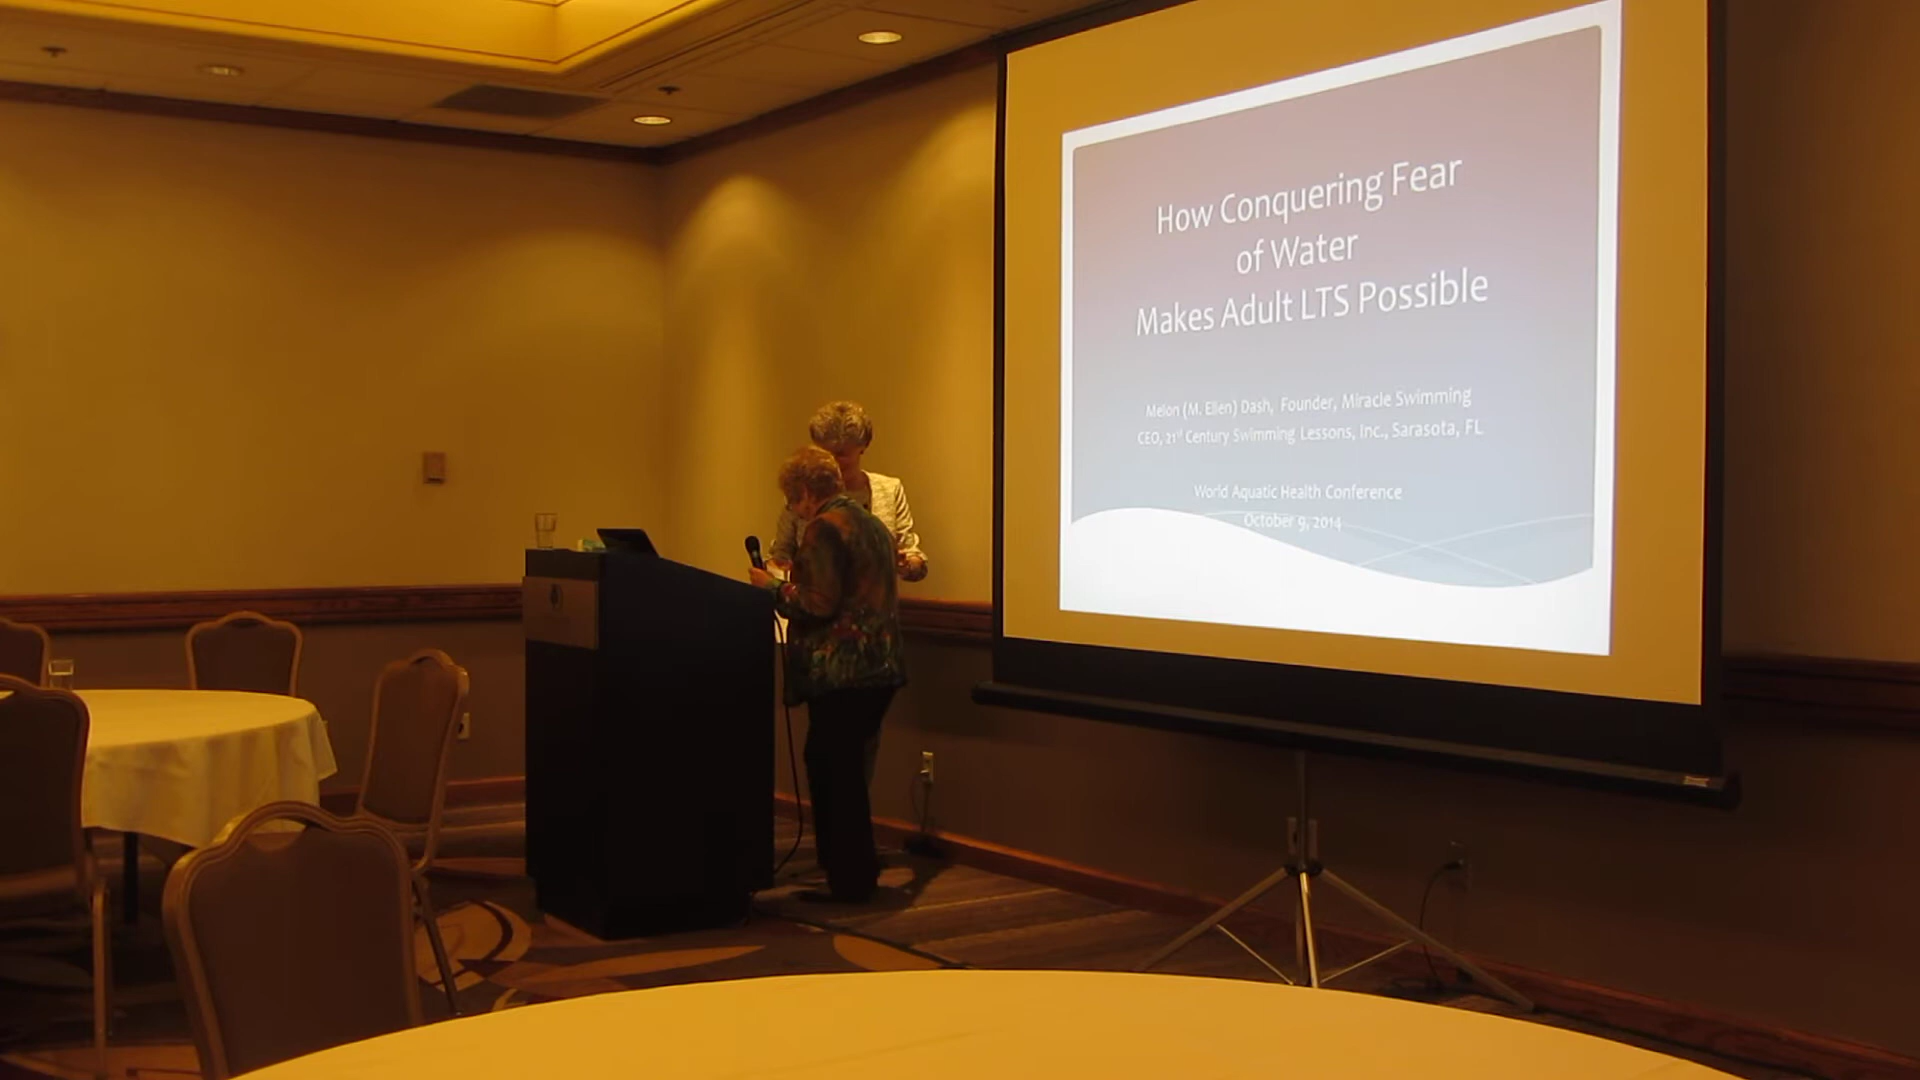 How Conquering Fear
of Water
Makes Adult LTS Possible
Melon (M. Ellen) Dash, Founder, Miracle Swimming
CEO, 21st Century Swimming Lessons, Inc., Sarasota, FL
World Aquatic Health Conference
October 9, 2014